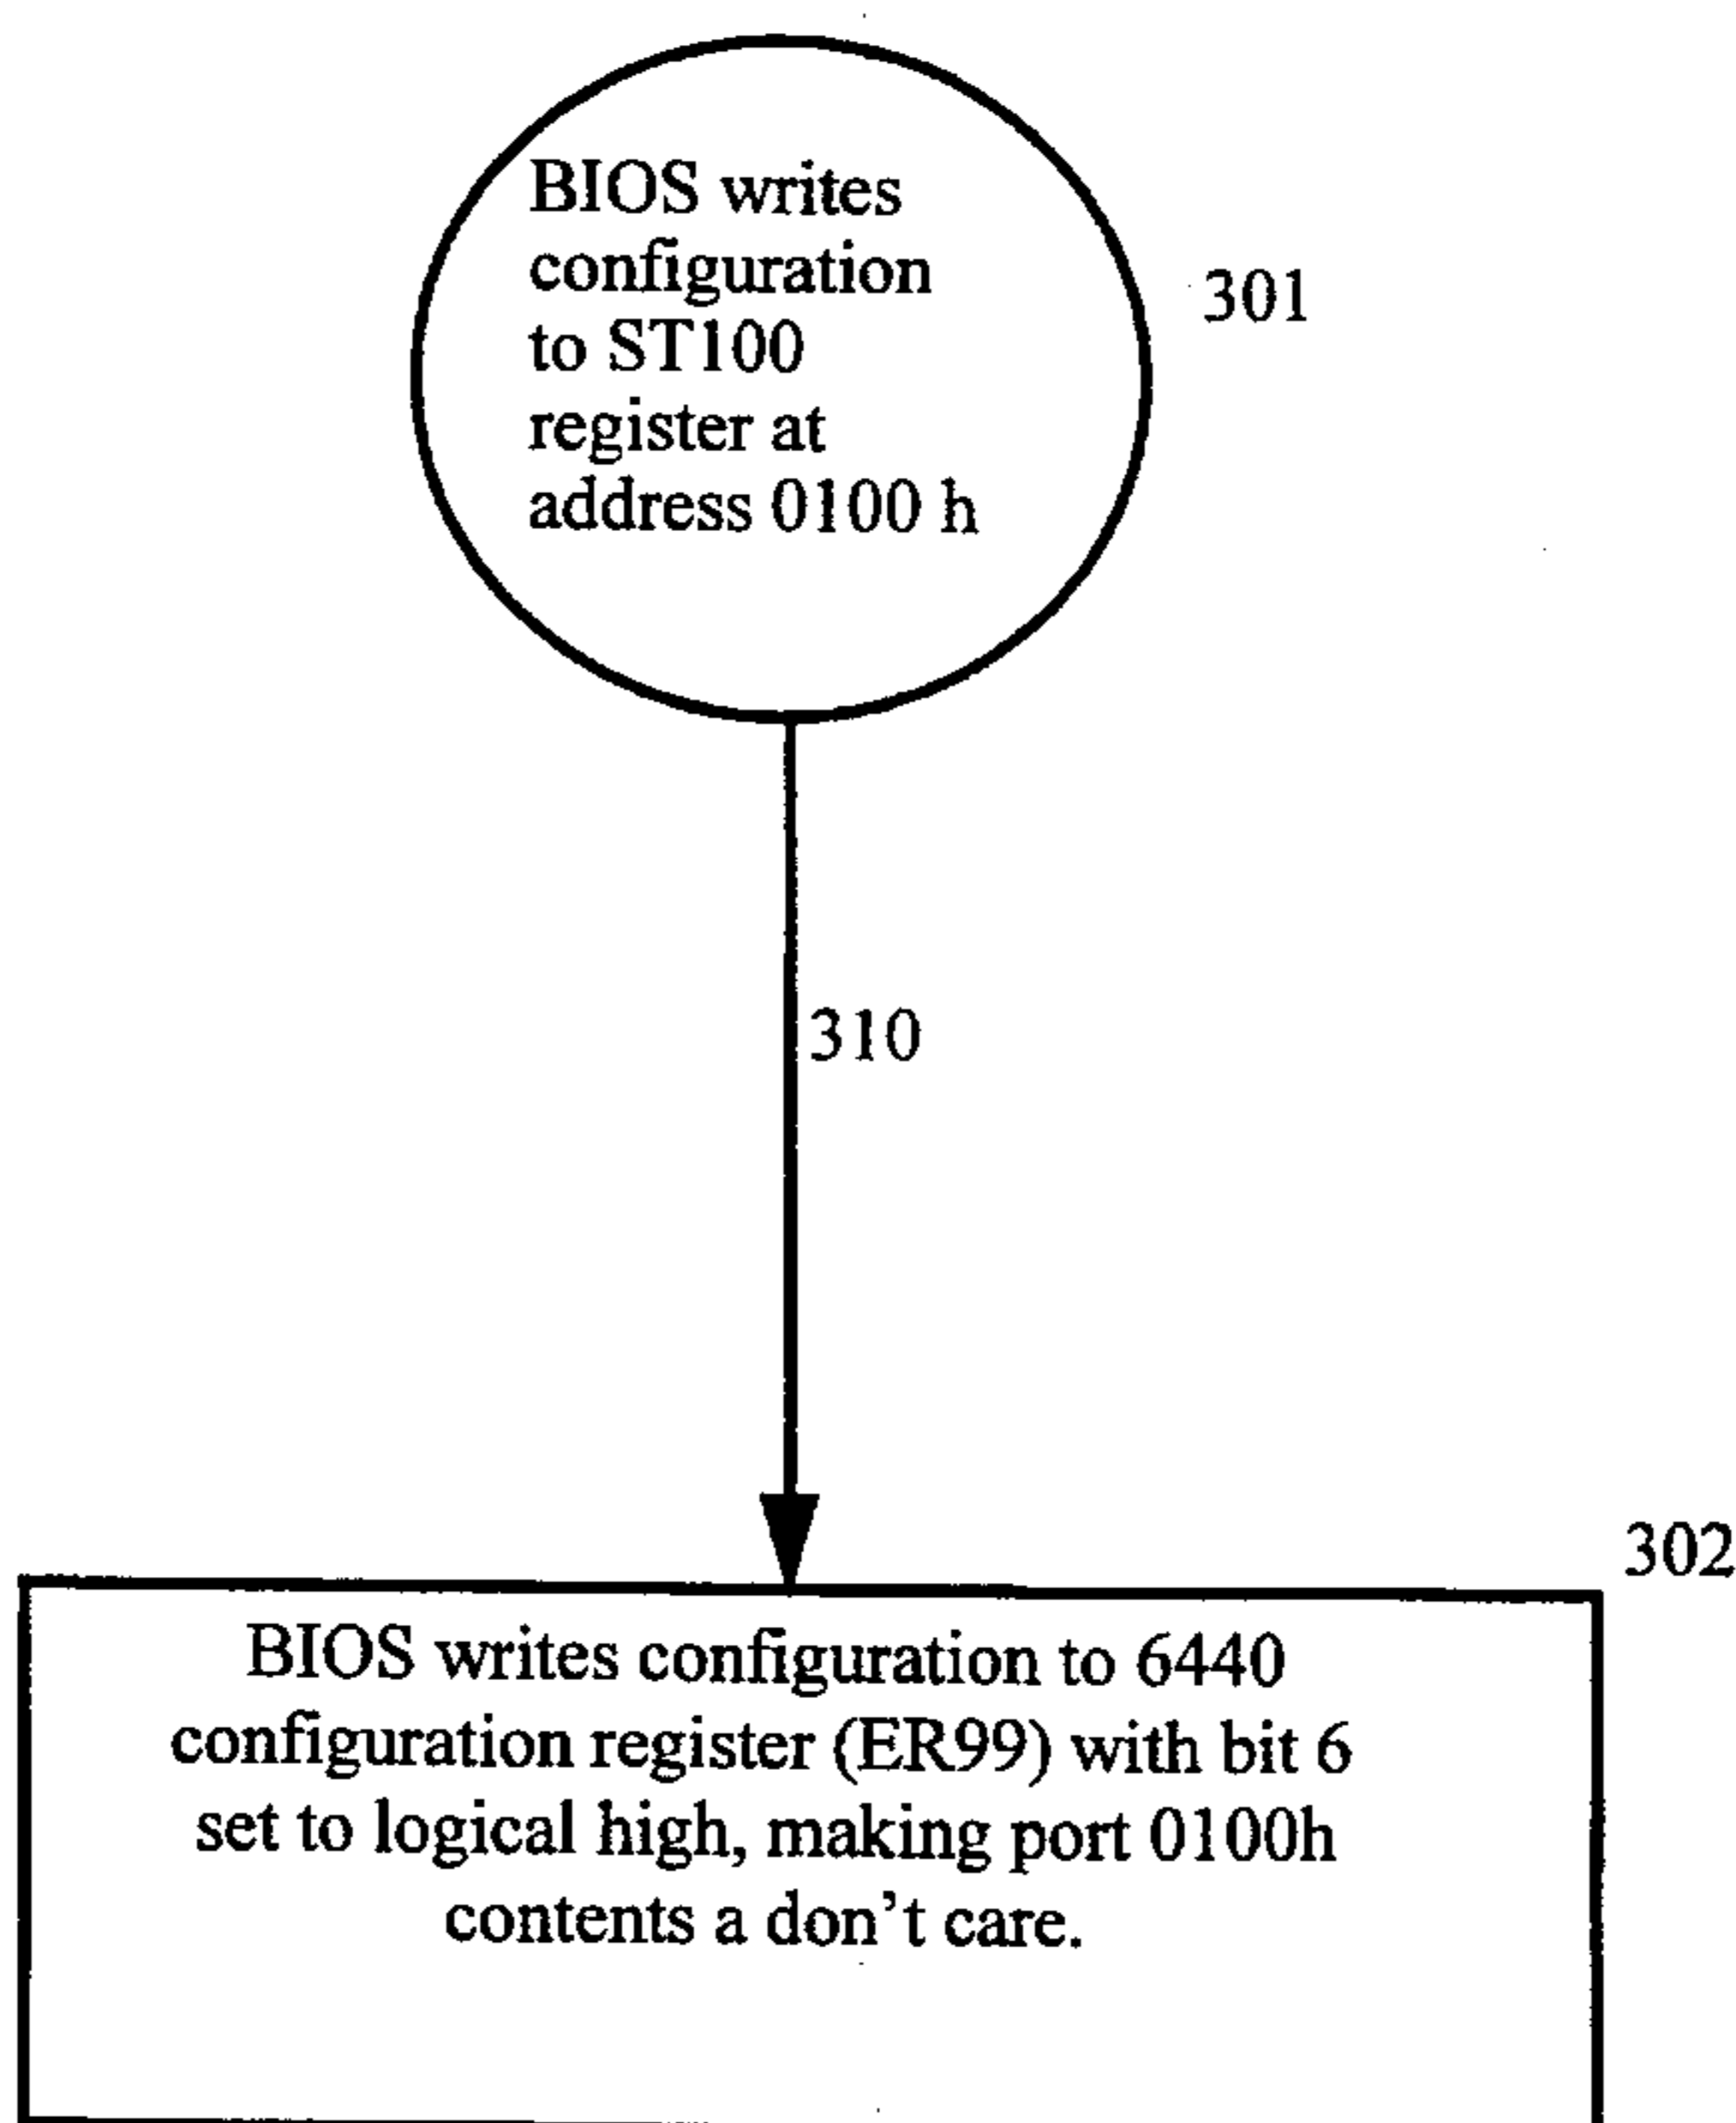 BIOS writes
configuration
to ST100
register at
address 0100 h
301
310
302
BIOS writes configuration to 6440
configuration register (ER99) with bit 6
set to logical high, making port 0100h
contents a don't care.